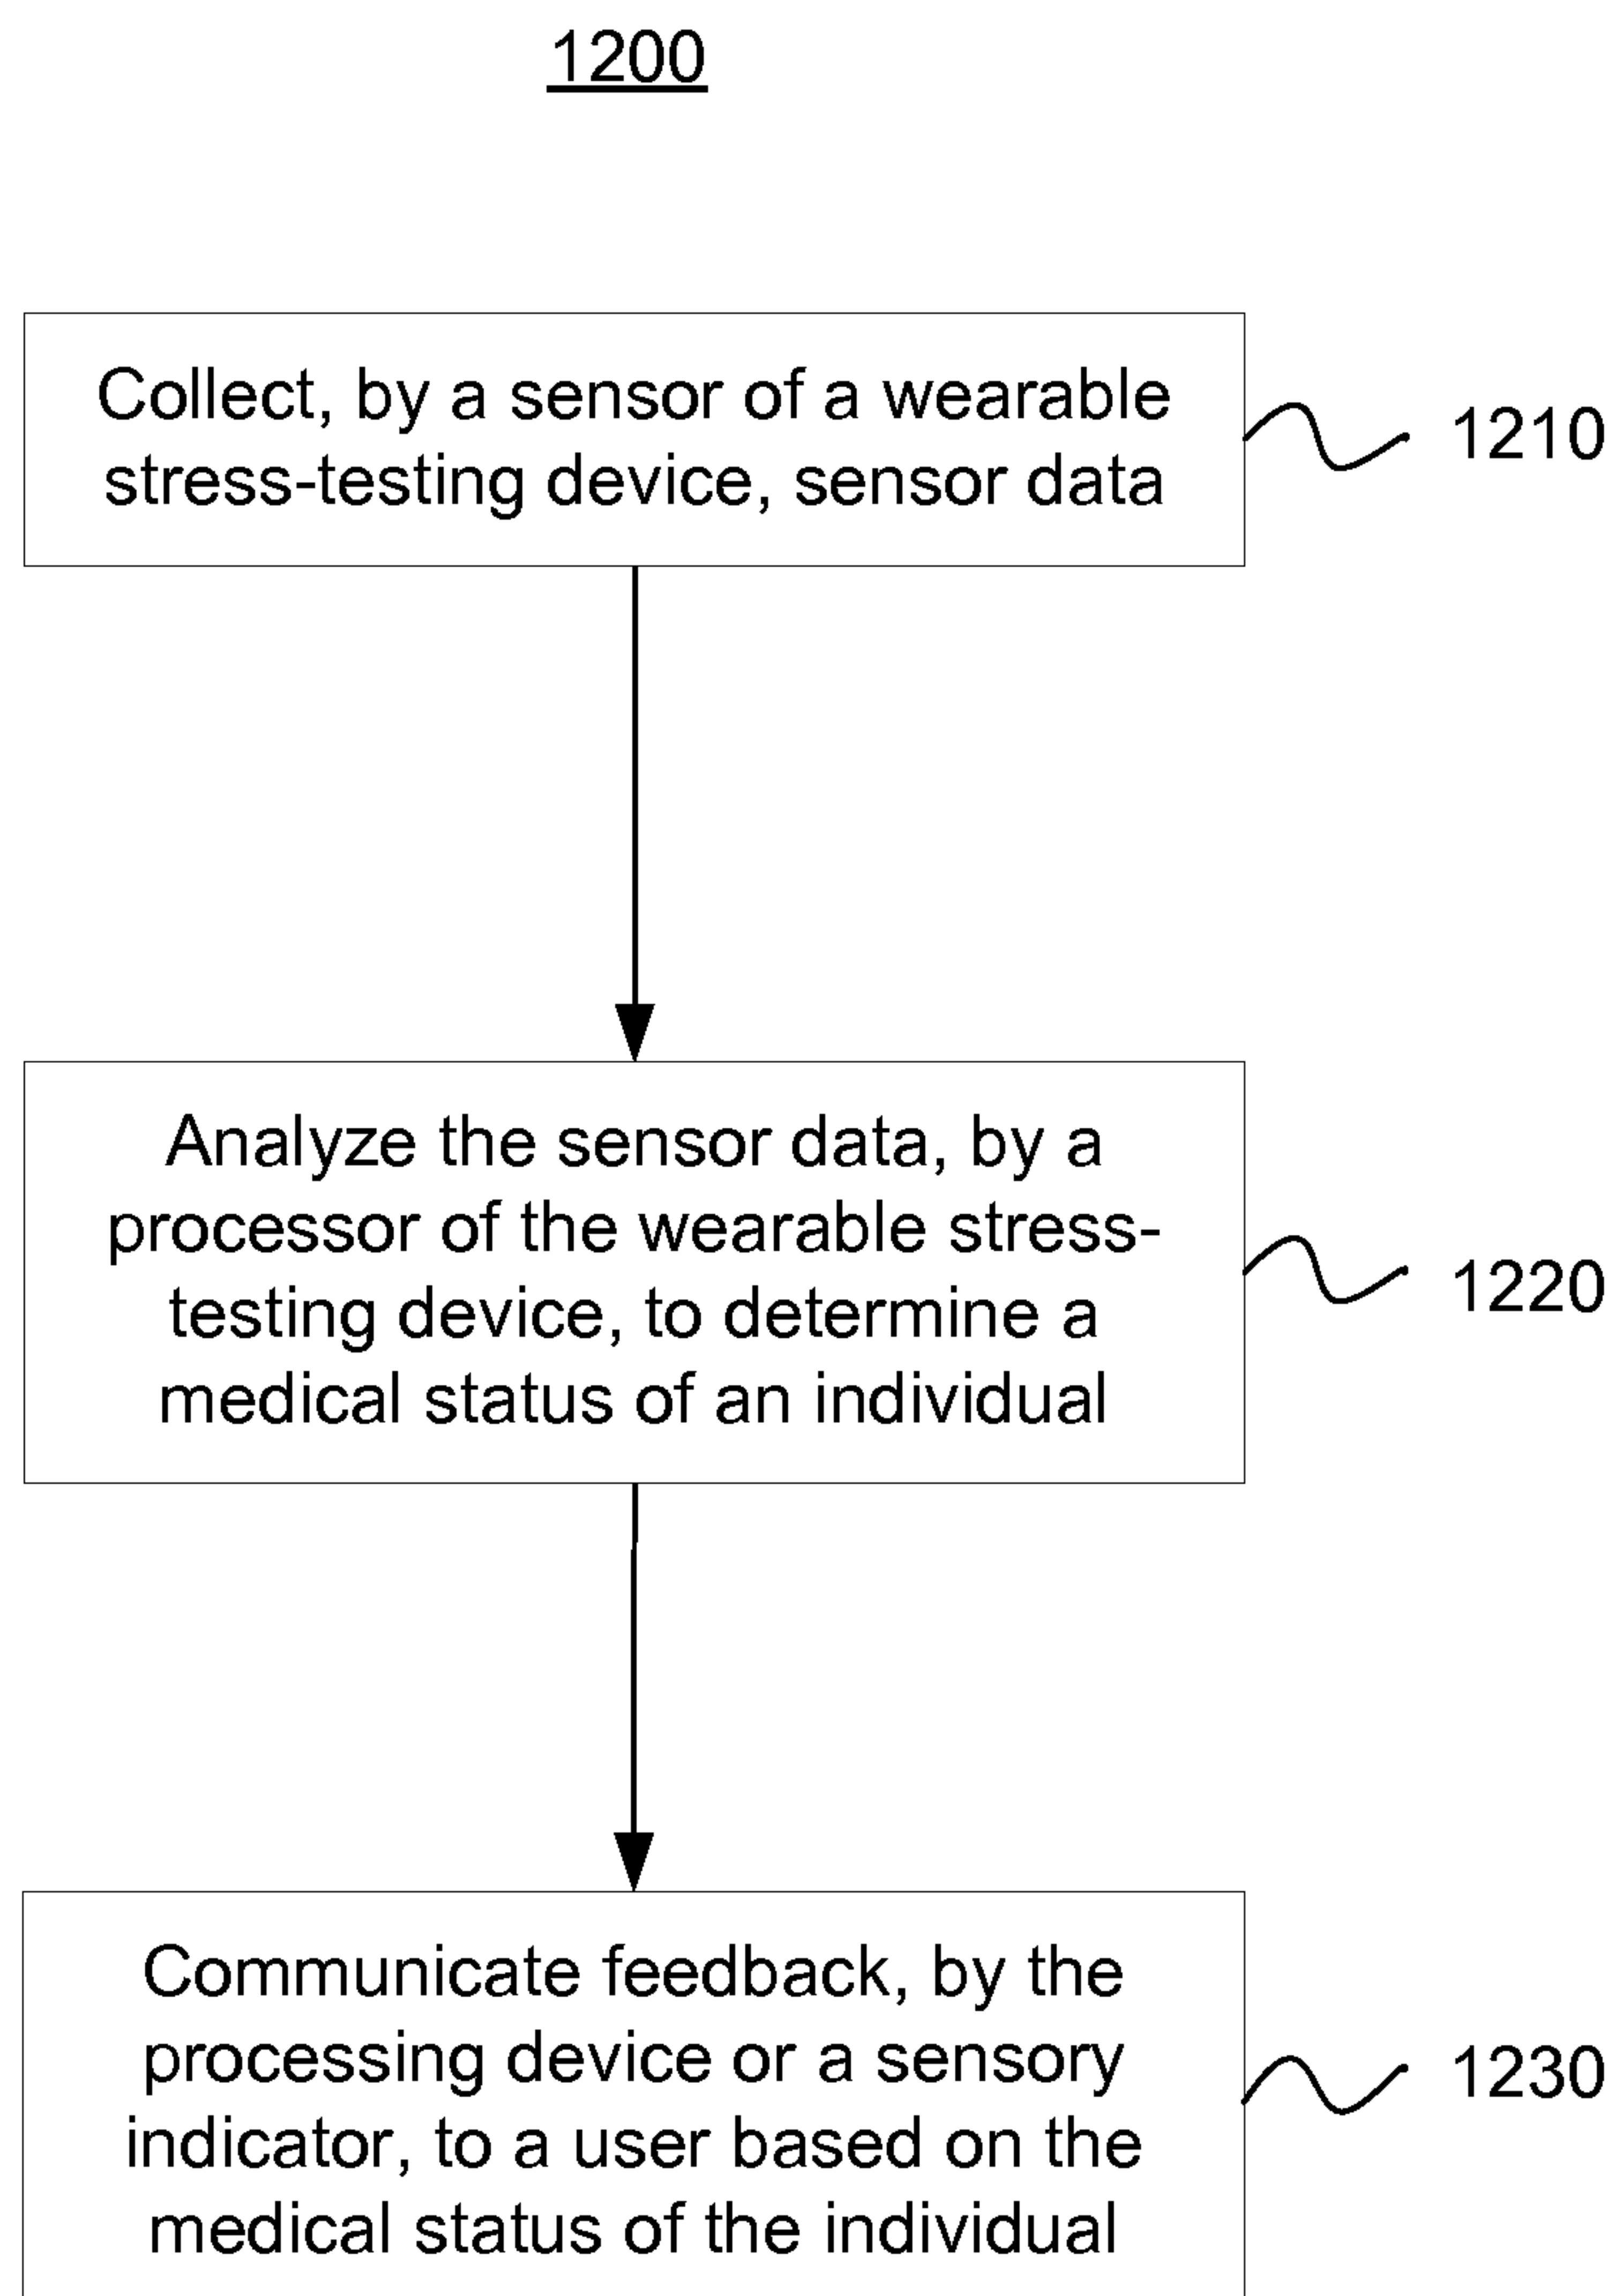 1200
Collect, by a sensor of a wearable
stress-testing device, sensor data
1210
Analyze the sensor data, by a
processor of the wearable stress-
testing device, to determine a
medical status of an individual
1220
Communicate feedback, by the
processing device or a sensory
indicator, to a user based on the
medical status of the individual
1230